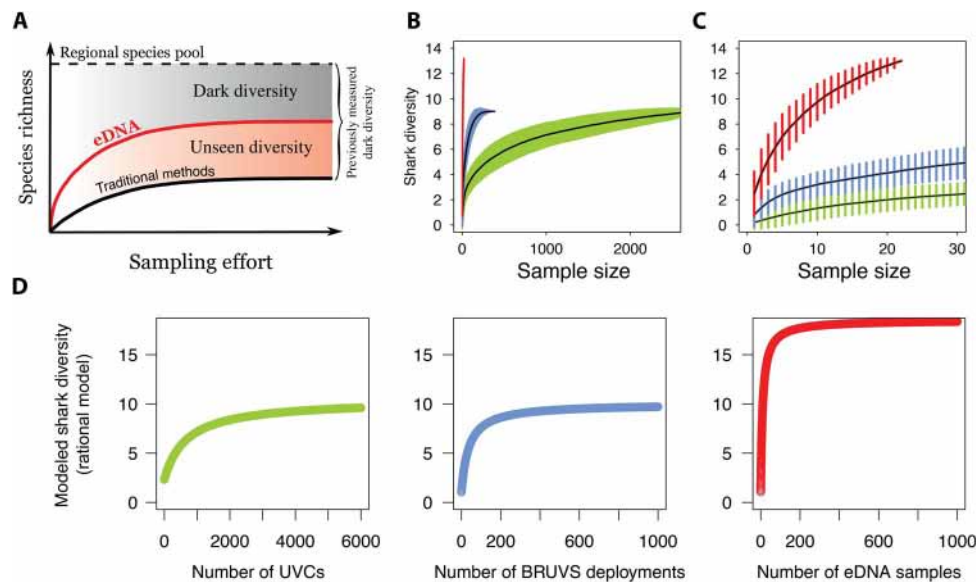 A
Species richness
Regional species pool
Dark diversity
eDNA
Unseen diversity
Traditional methods
Previously measured
dark diversity
Sampling effort
B
Shark diversity
14
12
10
8
6
4
2
0
0 1000 2000
Sample size
C
14
12
10
8
6
4
2
0
0 10 20 30
Sample size
D
Modeled shark diversity
(rational model)
15
10
5
0
0 2000 4000 6000
Number of UVCs
15
10
5
0
0 200 400 600 1000
Number of BRUVS deployments
15
10
5
0
0 200 400 600 1000
Number of eDNA samples